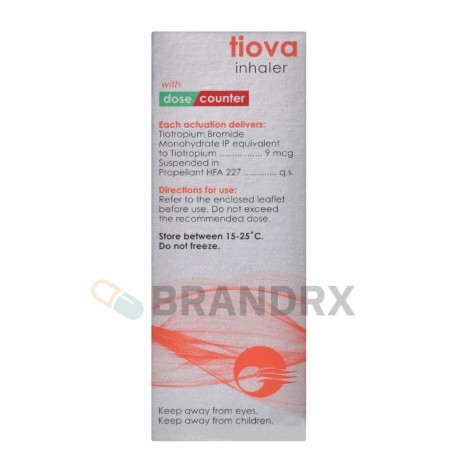 tiova
inhaler
with
dose counter
Each actuation delivers:
Tiotropium Bromide
Monohydrate IP equivalent
to Tiotropium ................. 9 mcg
Suspended in
Propellant HFA 227 ............. q.s.
Directions for use:
Refer to the enclosed leaflet
before use. Do not exceed
the recommended dose.
Store between 15-25˚C.
Do not freeze.
BRANDRX
Keep away from eyes.
Keep away from children.